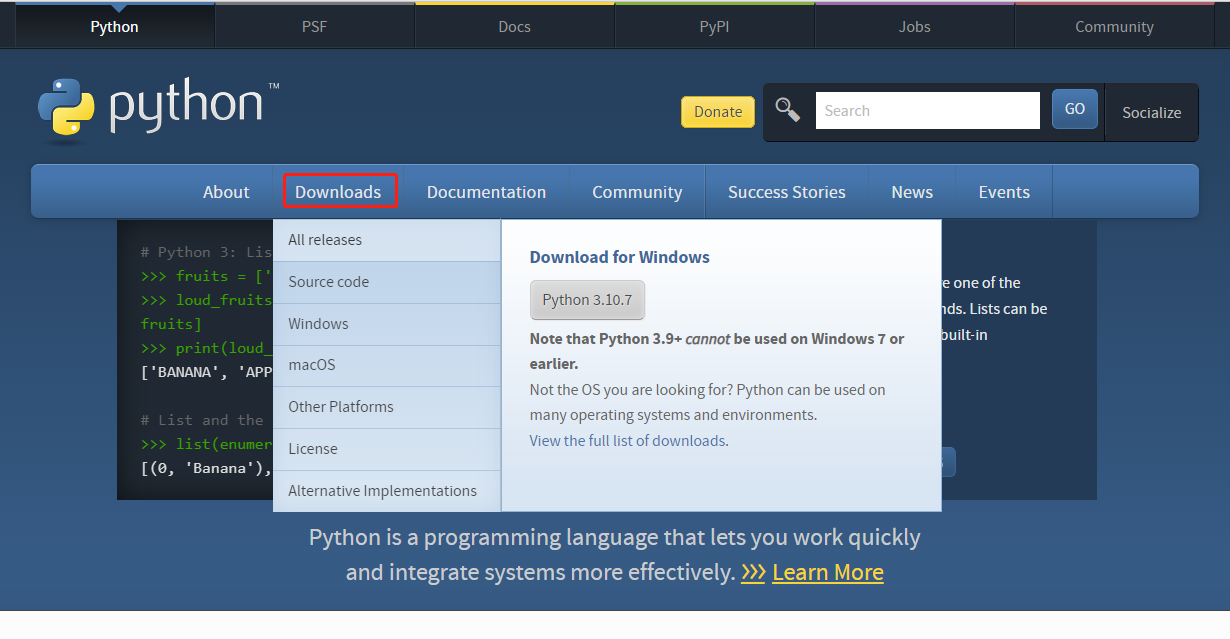 Python PSF Docs PyPI Jobs Community
python™
Donate Search GO Socialize
About Downloads Documentation Community Success Stories News Events
# Python 3: Lis
>>> fruits = ['
>>> loud_fruits
fruits]
>>> print(loud_
['BANANA', 'APP
# List and the
>>> list(enumer
[(0, 'Banana'),
All releases
Source code
Windows
macOS
Other Platforms
License
Alternative Implementations
Download for Windows
Python 3.10.7
Note that Python 3.9+ cannot be used on Windows 7 or
earlier.
Not the OS you are looking for? Python can be used on
many operating systems and environments.
View the full list of downloads.
e one of the
nds. Lists can be
built-in
Python is a programming language that lets you work quickly
and integrate systems more effectively. >>> Learn More